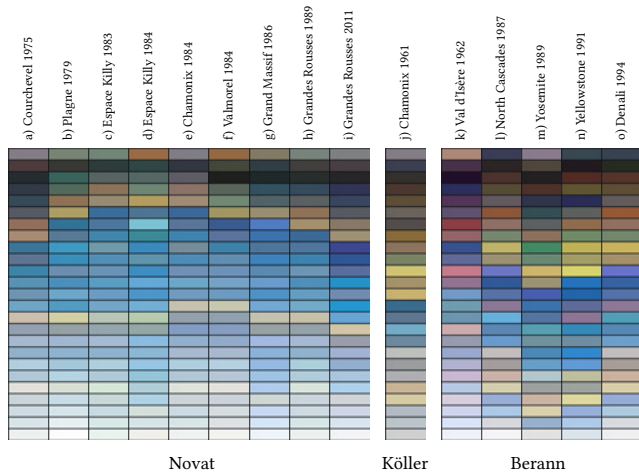 a) Courchevel 1975
b) Plagne 1979
c) Espace Killy 1983
d) Espace Killy 1984
e) Chamonix 1984
f) Valmorel 1984
g) Grand Massif 1986
h) Grandes Rousses 1989
i) Grandes Rousses 2011
j) Chamonix 1961
k) Val d'Isère 1962
l) North Cascades 1987
m) Yosemite 1989
n) Yellowstone 1991
o) Denali 1994
Novat
Köller
Berann